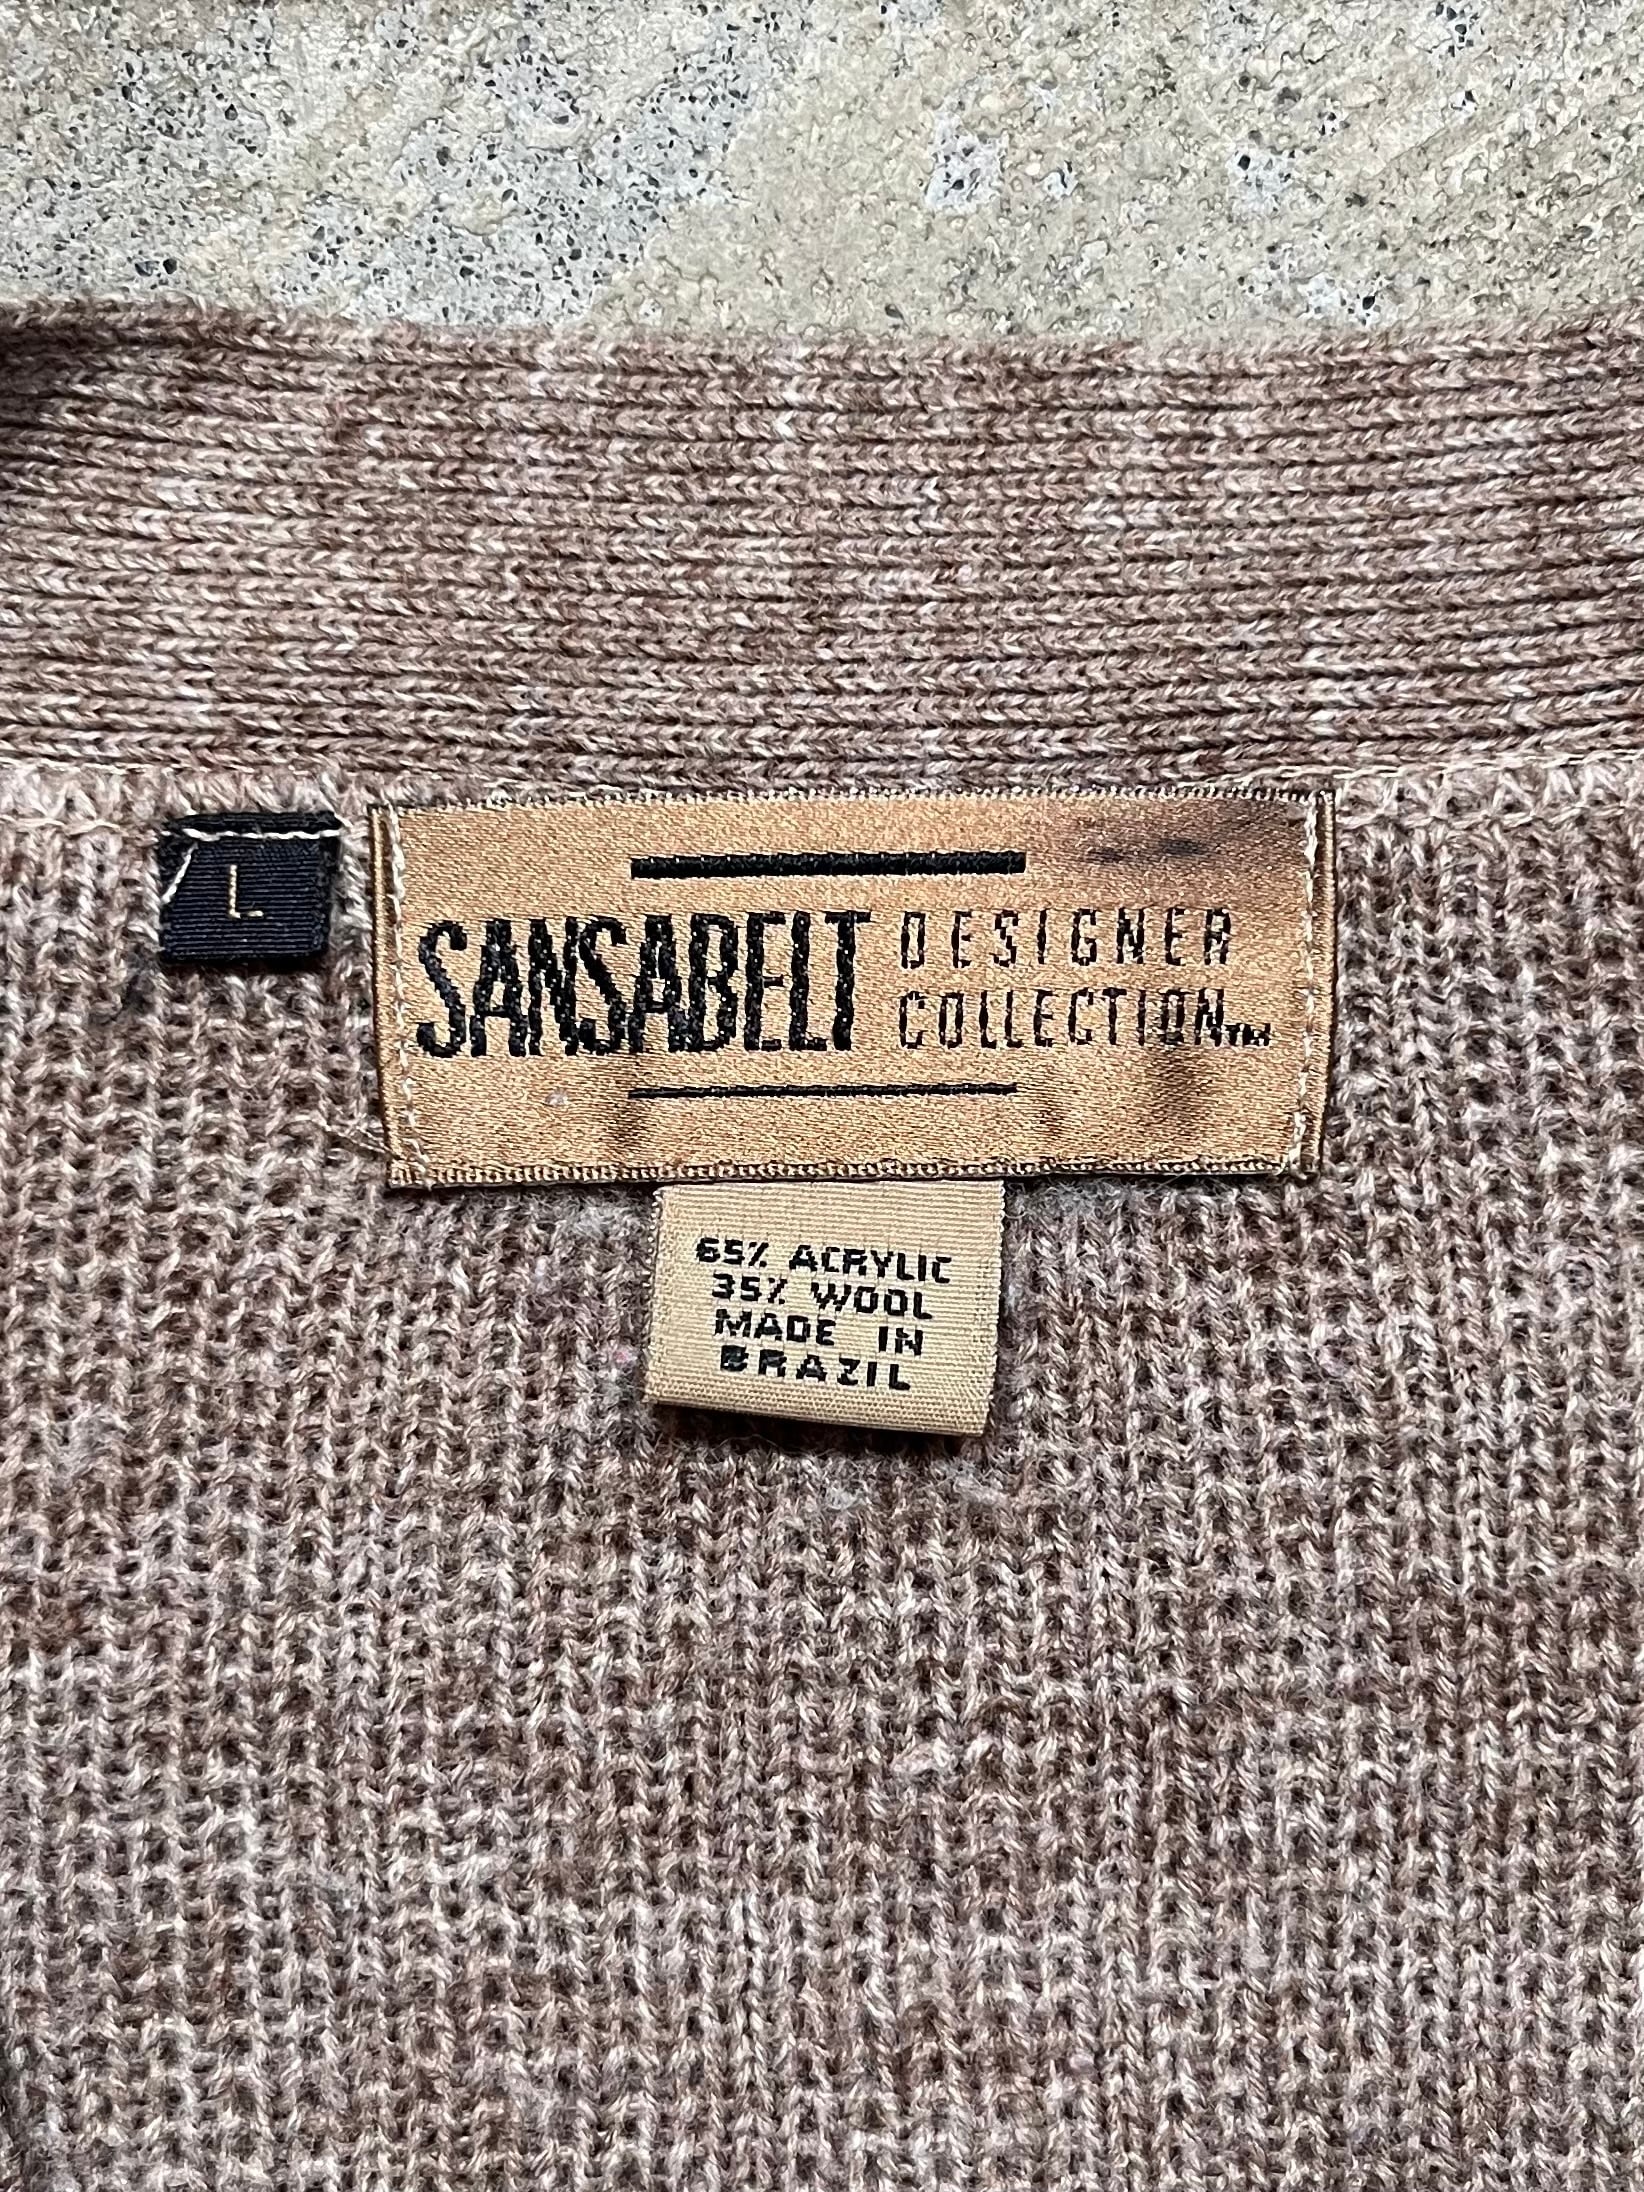 L
SANSABELT DESIGNER
COLLECTION™
65% ACRYLIC
35% WOOL
MADE IN
BRAZIL